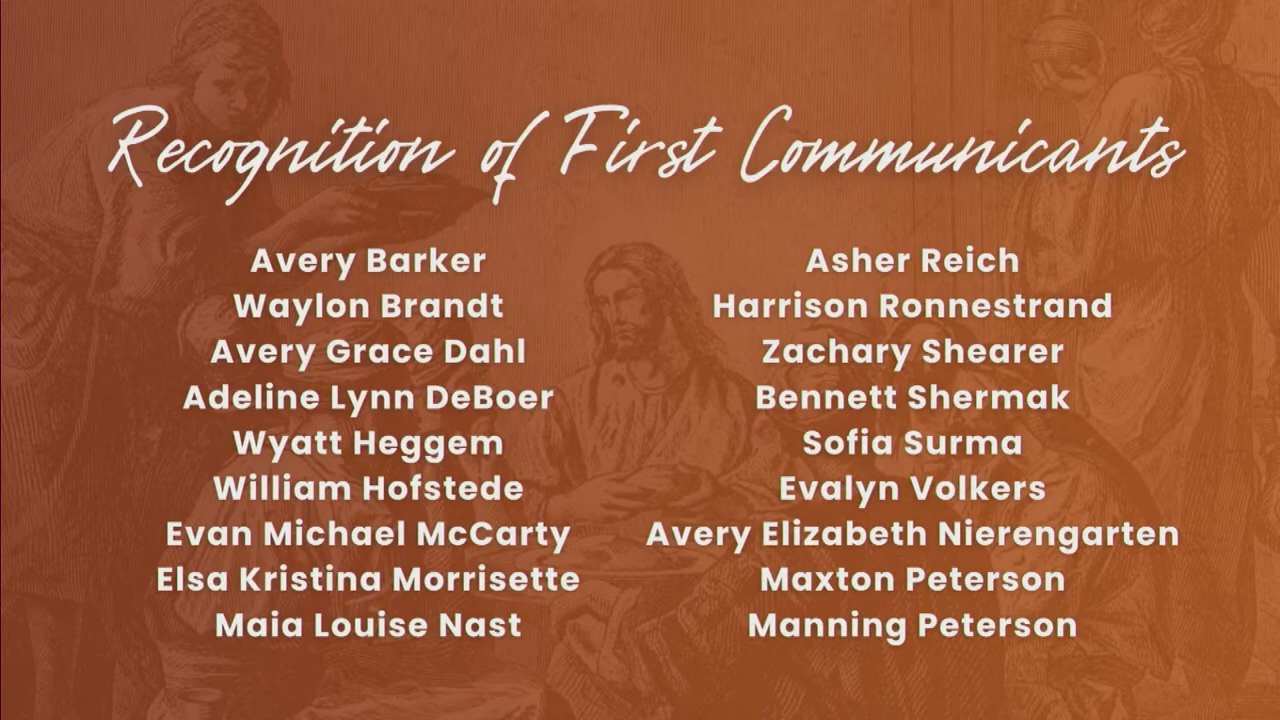 Recognition of First Communicants
Avery Barker
Waylon Brandt
Avery Grace Dahl
Adeline Lynn DeBoer
Wyatt Heggem
William Hofstede
Evan Michael McCarty
Elsa Kristina Morrisette
Maia Louise Nast
Asher Reich
Harrison Ronnestrand
Zachary Shearer
Bennett Shermak
Sofia Surma
Evalyn Volkers
Avery Elizabeth Nierengarten
Maxton Peterson
Manning Peterson